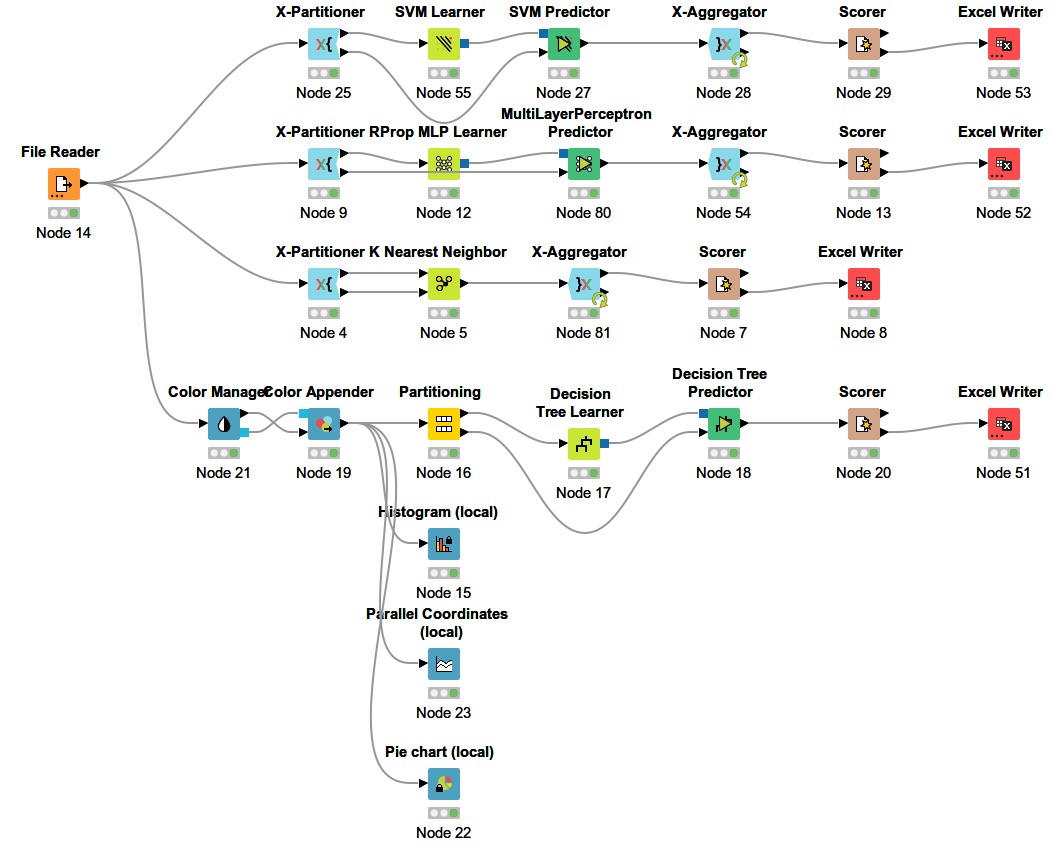 X-Partitioner SVM Learner SVM Predictor X-Aggregator Scorer Excel Writer
Node 25 Node 55 Node 27 Node 28 Node 29 Node 53
MultiLayerPerceptron
X-Partitioner RProp MLP Learner Predictor X-Aggregator Scorer Excel Writer
File Reader
Node 9 Node 12 Node 80 Node 54 Node 13 Node 52
Node 14
X-Partitioner K Nearest Neighbor X-Aggregator Scorer Excel Writer
Node 4 Node 5 Node 81 Node 7 Node 8
Decision Tree
Color Manager Color Appender Partitioning Decision Predictor Scorer Excel Writer
Tree Learner
Node 21 Node 19 Node 16 Node 18 Node 20 Node 51
Node 17
Histogram (local)
Node 15
Parallel Coordinates
(local)
Node 23
Pie chart (local)
Node 22